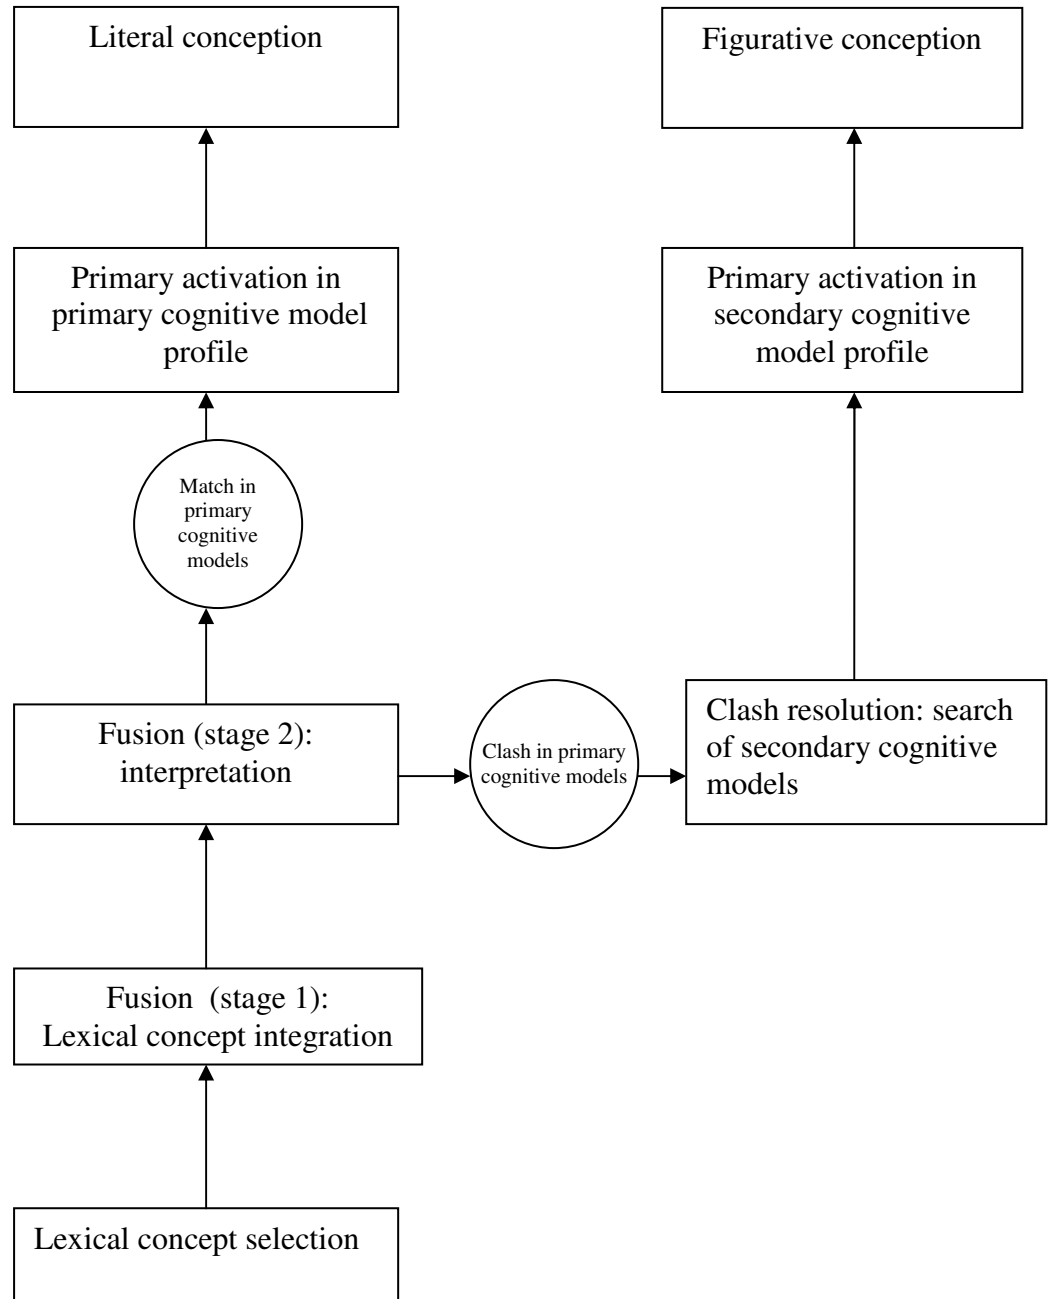 Literal conception
Figurative conception
Primary activation in
primary cognitive model
profile
Primary activation in
secondary cognitive
model profile
Match in
primary
cognitive
models
Fusion (stage 2):
interpretation
Clash in primary
cognitive models
Clash resolution: search
of secondary cognitive
models
Fusion (stage 1):
Lexical concept integration
Lexical concept selection